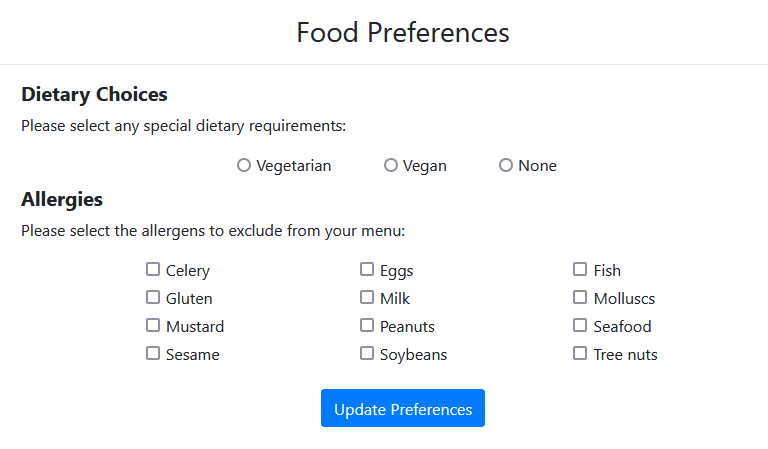 Food Preferences
Dietary Choices
Please select any special dietary requirements:
Vegetarian Vegan None
Allergies
Please select the allergens to exclude from your menu:
Celery Eggs Fish
Gluten Milk Molluscs
Mustard Peanuts Seafood
Sesame Soybeans Tree nuts
Update Preferences